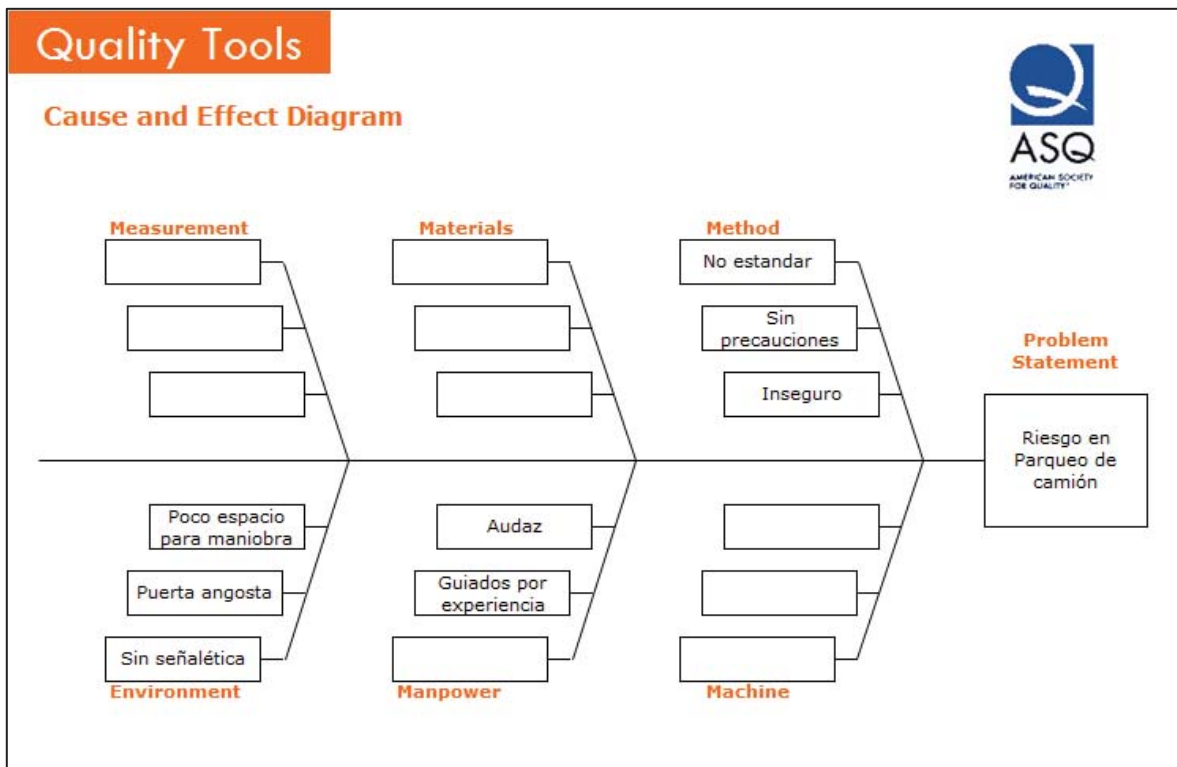 Quality Tools
Cause and Effect Diagram
ASQ
AMERICAN SOCIETY
FOR QUALITY™
Measurement
Materials
Method
No estandar
Sin
precauciones
Inseguro
Problem
Statement
Riesgo en
Parqueo de
camión
Poco espacio
para maniobra
Puerta angosta
Sin señalética
Environment
Audaz
Guiados por
experiencia
Manpower
Machine